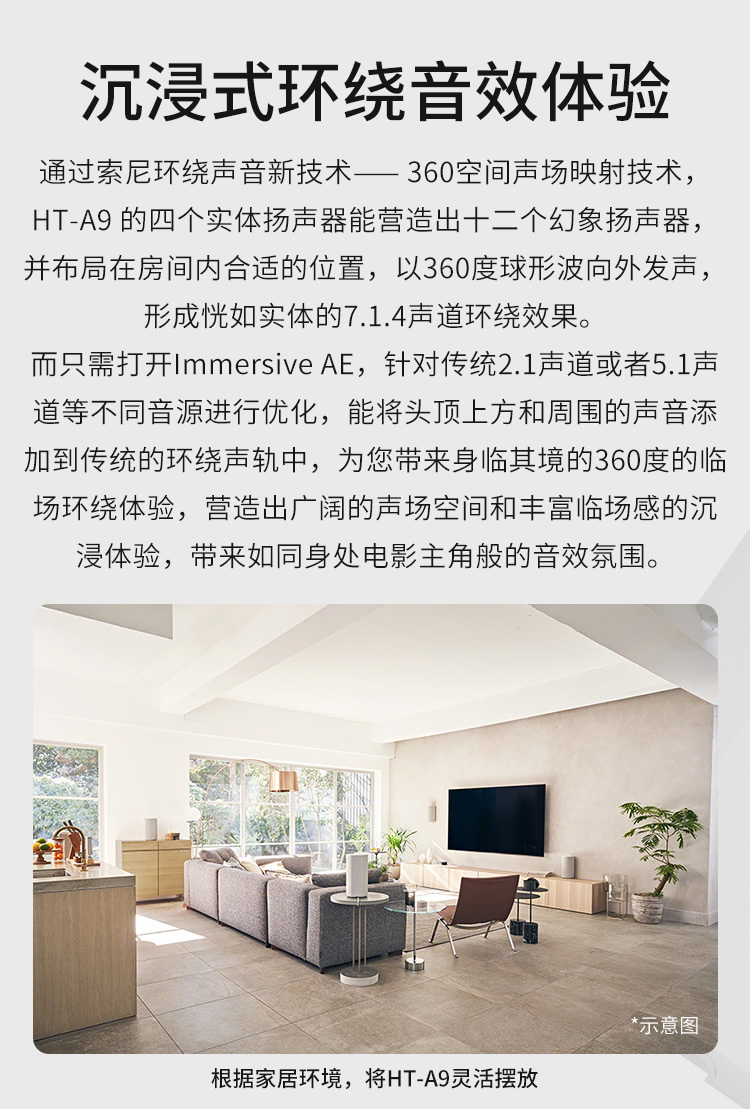 沉浸式环绕音效体验
通过索尼环绕声音新技术—— 360空间声场映射技术，
HT-A9 的四个实体扬声器能营造出十二个幻象扬声器，
并布局在房间内合适的位置，以360度球形波向外发声，
形成恍如实体的7.1.4声道环绕效果。
而只需打开Immersive AE，针对传统2.1声道或者5.1声
道等不同音源进行优化，能将头顶上方和周围的声音添
加到传统的环绕声轨中，为您带来身临其境的360度的临
场环绕体验，营造出广阔的声场空间和丰富临场感的沉
浸体验，带来如同身处电影主角般的音效氛围。
*示意图
根据家居环境，将HT-A9灵活摆放